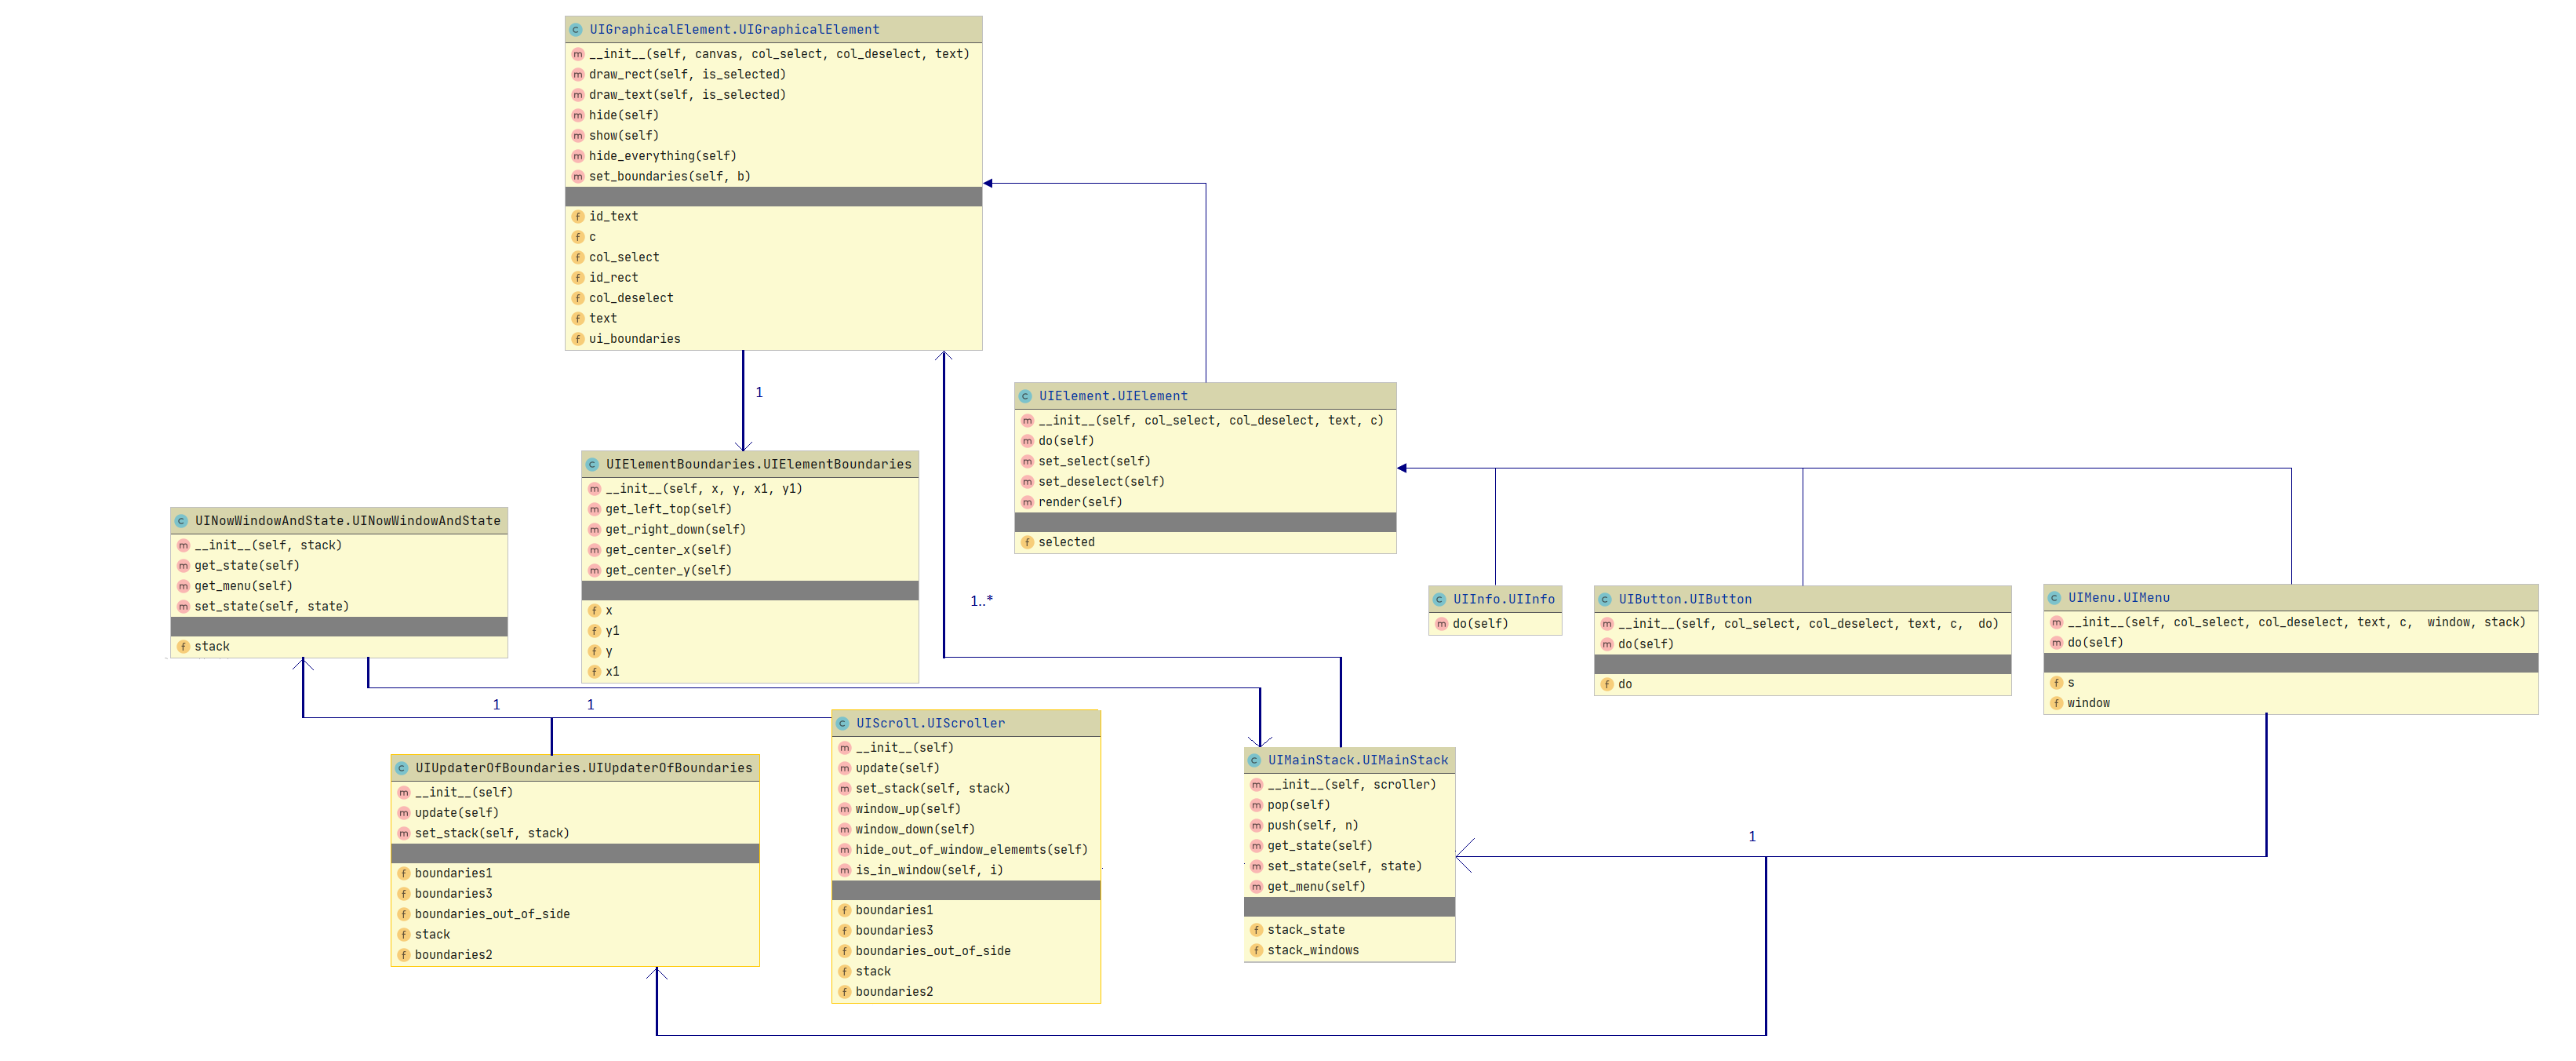 UIGraphicalElement.UIGraphicalElement
__init__(self, canvas, col_select, col_deselect, text)
draw_rect(self, is_selected)
draw_text(self, is_selected)
hide(self)
show(self)
hide_everything(self)
set_boundaries(self, b)
id_text
c
col_select
id_rect
col_deselect
text
ui_boundaries
1
UIElement.UIElement
__init__(self, col_select, col_deselect, text, c)
do(self)
set_select(self)
set_deselect(self)
render(self)
selected
UIElementBoundaries.UIElementBoundaries
__init__(self, x, y, x1, y1)
get_left_top(self)
get_right_down(self)
get_center_x(self)
get_center_y(self)
x
y1
y
x1
UINowWindowAndState.UINowWindowAndState
__init__(self, stack)
get_state(self)
get_menu(self)
set_state(self, state)
stack
1..*
UIInfo.UIInfo
do(self)
UIButton.UIButton
__init__(self, col_select, col_deselect, text, c,  do)
do(self)
do
UIMenu.UIMenu
__init__(self, col_select, col_deselect, text, c,  window, stack)
do(self)
s
window
1
1
UIUpdaterOfBoundaries.UIUpdaterOfBoundaries
__init__(self)
update(self)
set_stack(self, stack)
boundaries1
boundaries3
boundaries_out_of_side
stack
boundaries2
UIScroll.UIScroller
__init__(self)
update(self)
set_stack(self, stack)
window_up(self)
window_down(self)
hide_out_of_window_elememts(self)
is_in_window(self, i)
boundaries1
boundaries3
boundaries_out_of_side
stack
boundaries2
UIMainStack.UIMainStack
__init__(self, scroller)
pop(self)
push(self, n)
get_state(self)
set_state(self, state)
get_menu(self)
stack_state
stack_windows
1